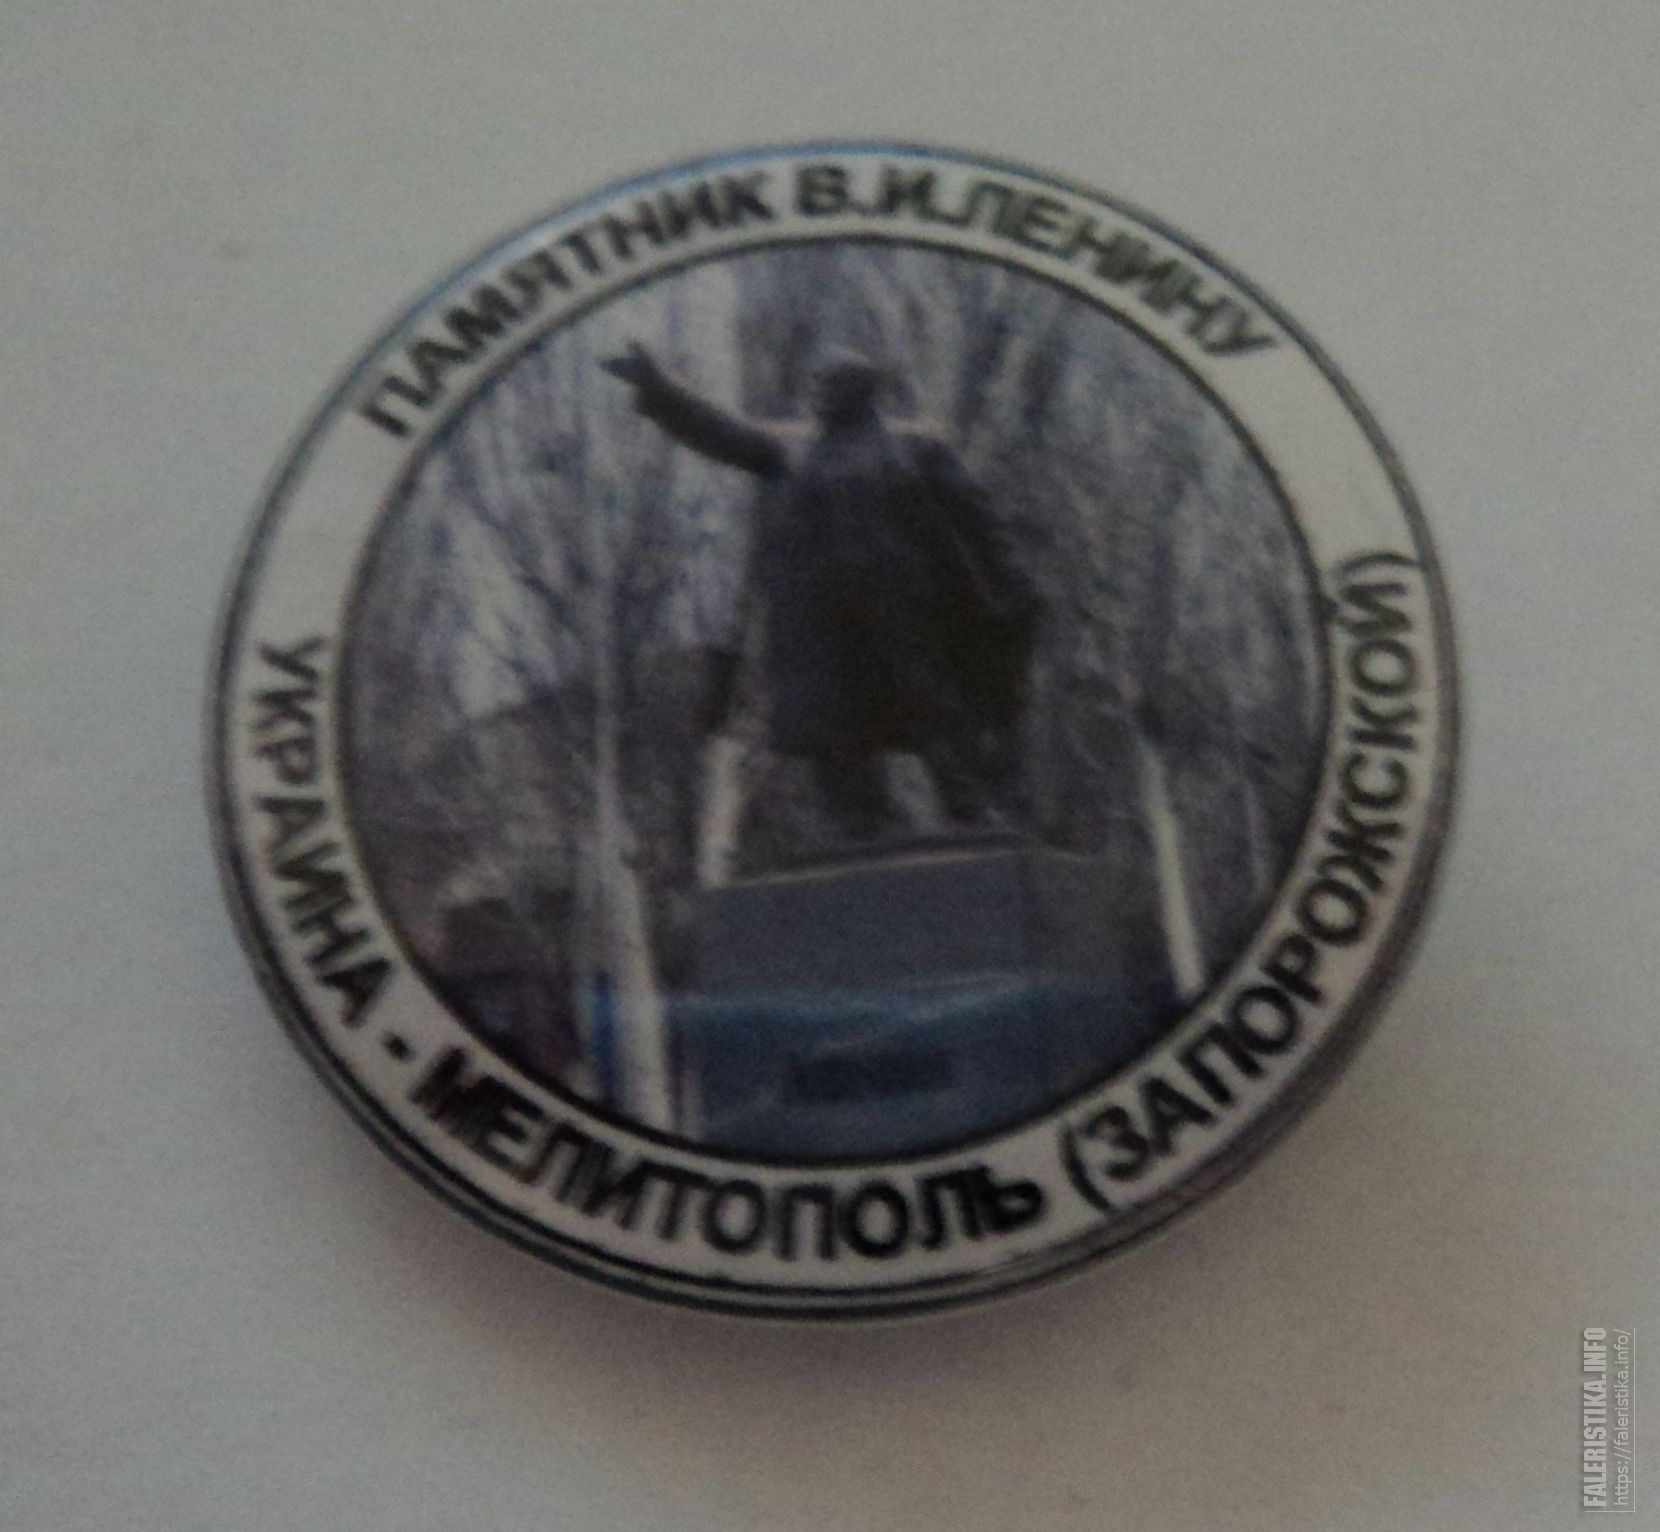 ПАМЯТНИК В.И.ЛЕНИНУ
УКРАИНА - МЕЛИТОПОЛЬ (ЗАПОРОЖСКОЙ)
FALERISTIKA.INFO
https://faleristika.info/